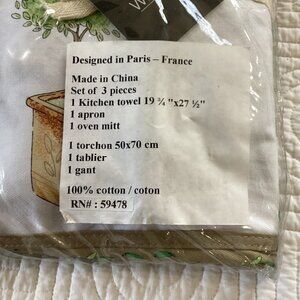 Designed in Paris – France
Made in China
Set of 3 pieces
1 Kitchen towel 19 ¾ "x27 ½"
1 apron
1 oven mitt
1 torchon 50x70 cm
1 tablier
1 gant
100% cotton / coton
RN# : 59478